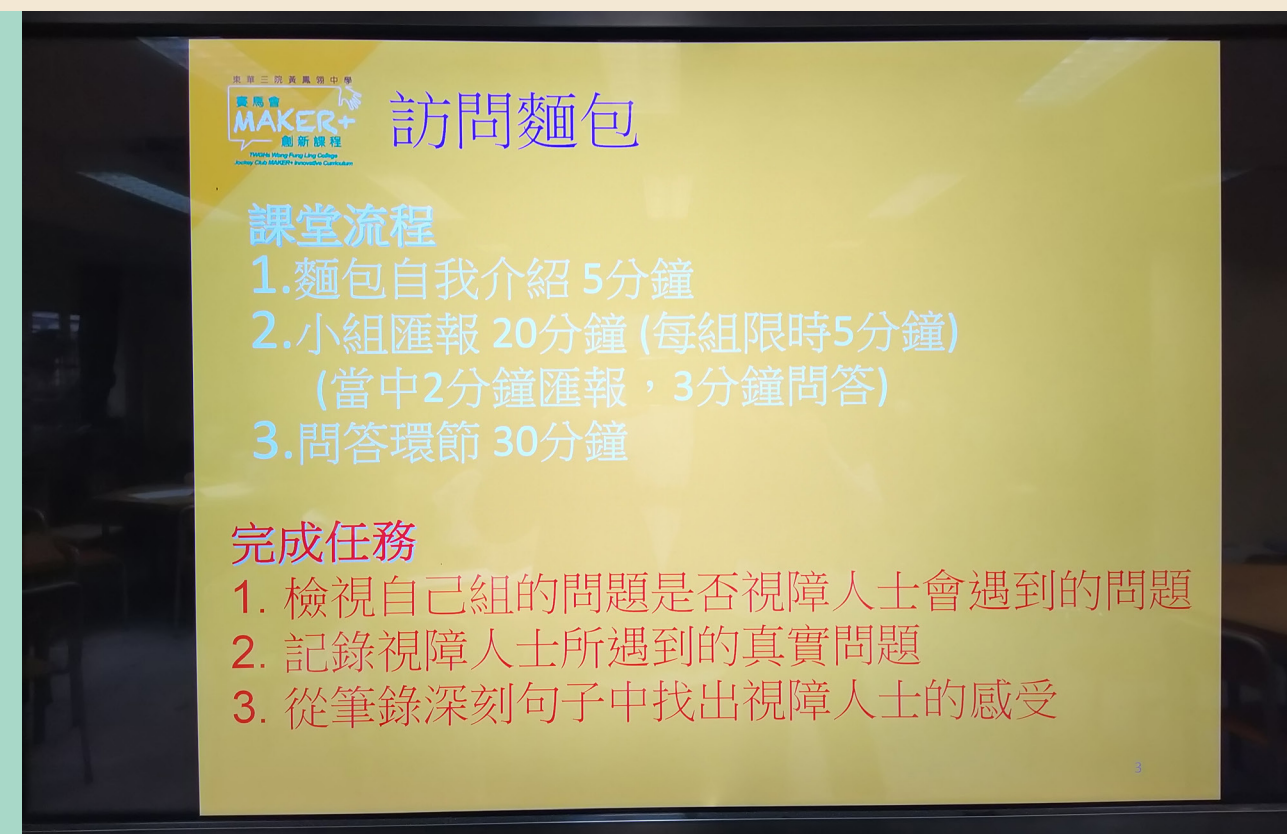 東華三院黃鳳翎中學
賽馬會
MAKER+
創新課程
TWGHs Wong Fung Ling College
Jockey Club MAKER+ Innovative Curriculum
訪問麵包
課堂流程
1.麵包自我介紹 5分鐘
2.小組匯報 20分鐘 (每組限時5分鐘)
(當中2分鐘匯報，3分鐘問答)
3.問答環節 30分鐘
完成任務
1. 檢視自己組的問題是否視障人士會遇到的問題
2. 記錄視障人士所遇到的真實問題
3. 從筆錄深刻句子中找出視障人士的感受
3